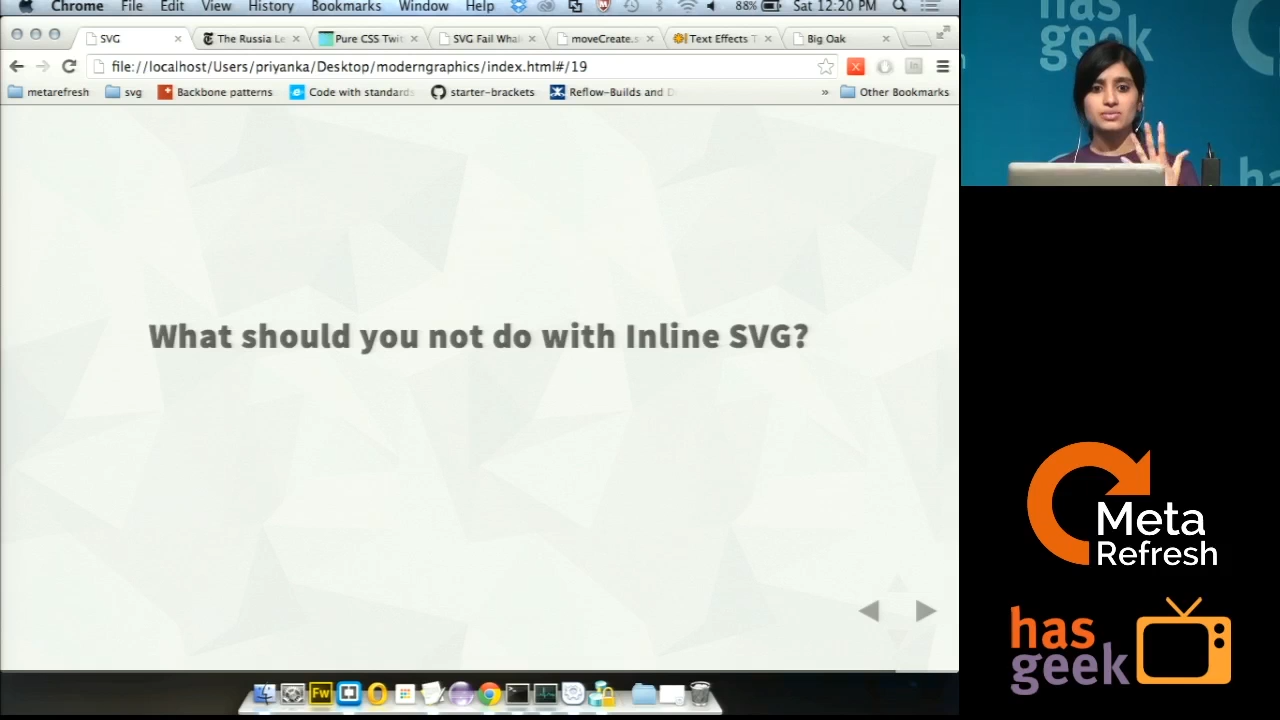 Chrome File Edit View History Bookmarks Window Help 88% Sat 12:20 PM
SVG
The Russia Le
Pure CSS Twit
SVG Fail Wha
moveCreate.s
Text Effects T
Big Oak
file://localhost/Users/priyanka/Desktop/moderngraphics/index.html#/19
metarefresh svg Backbone patterns Code with standards starter-brackets Reflow-Builds and D » Other Bookmarks
What should you not do with Inline SVG?
Fw
has
geek
ha
Meta
Refresh
has
geek